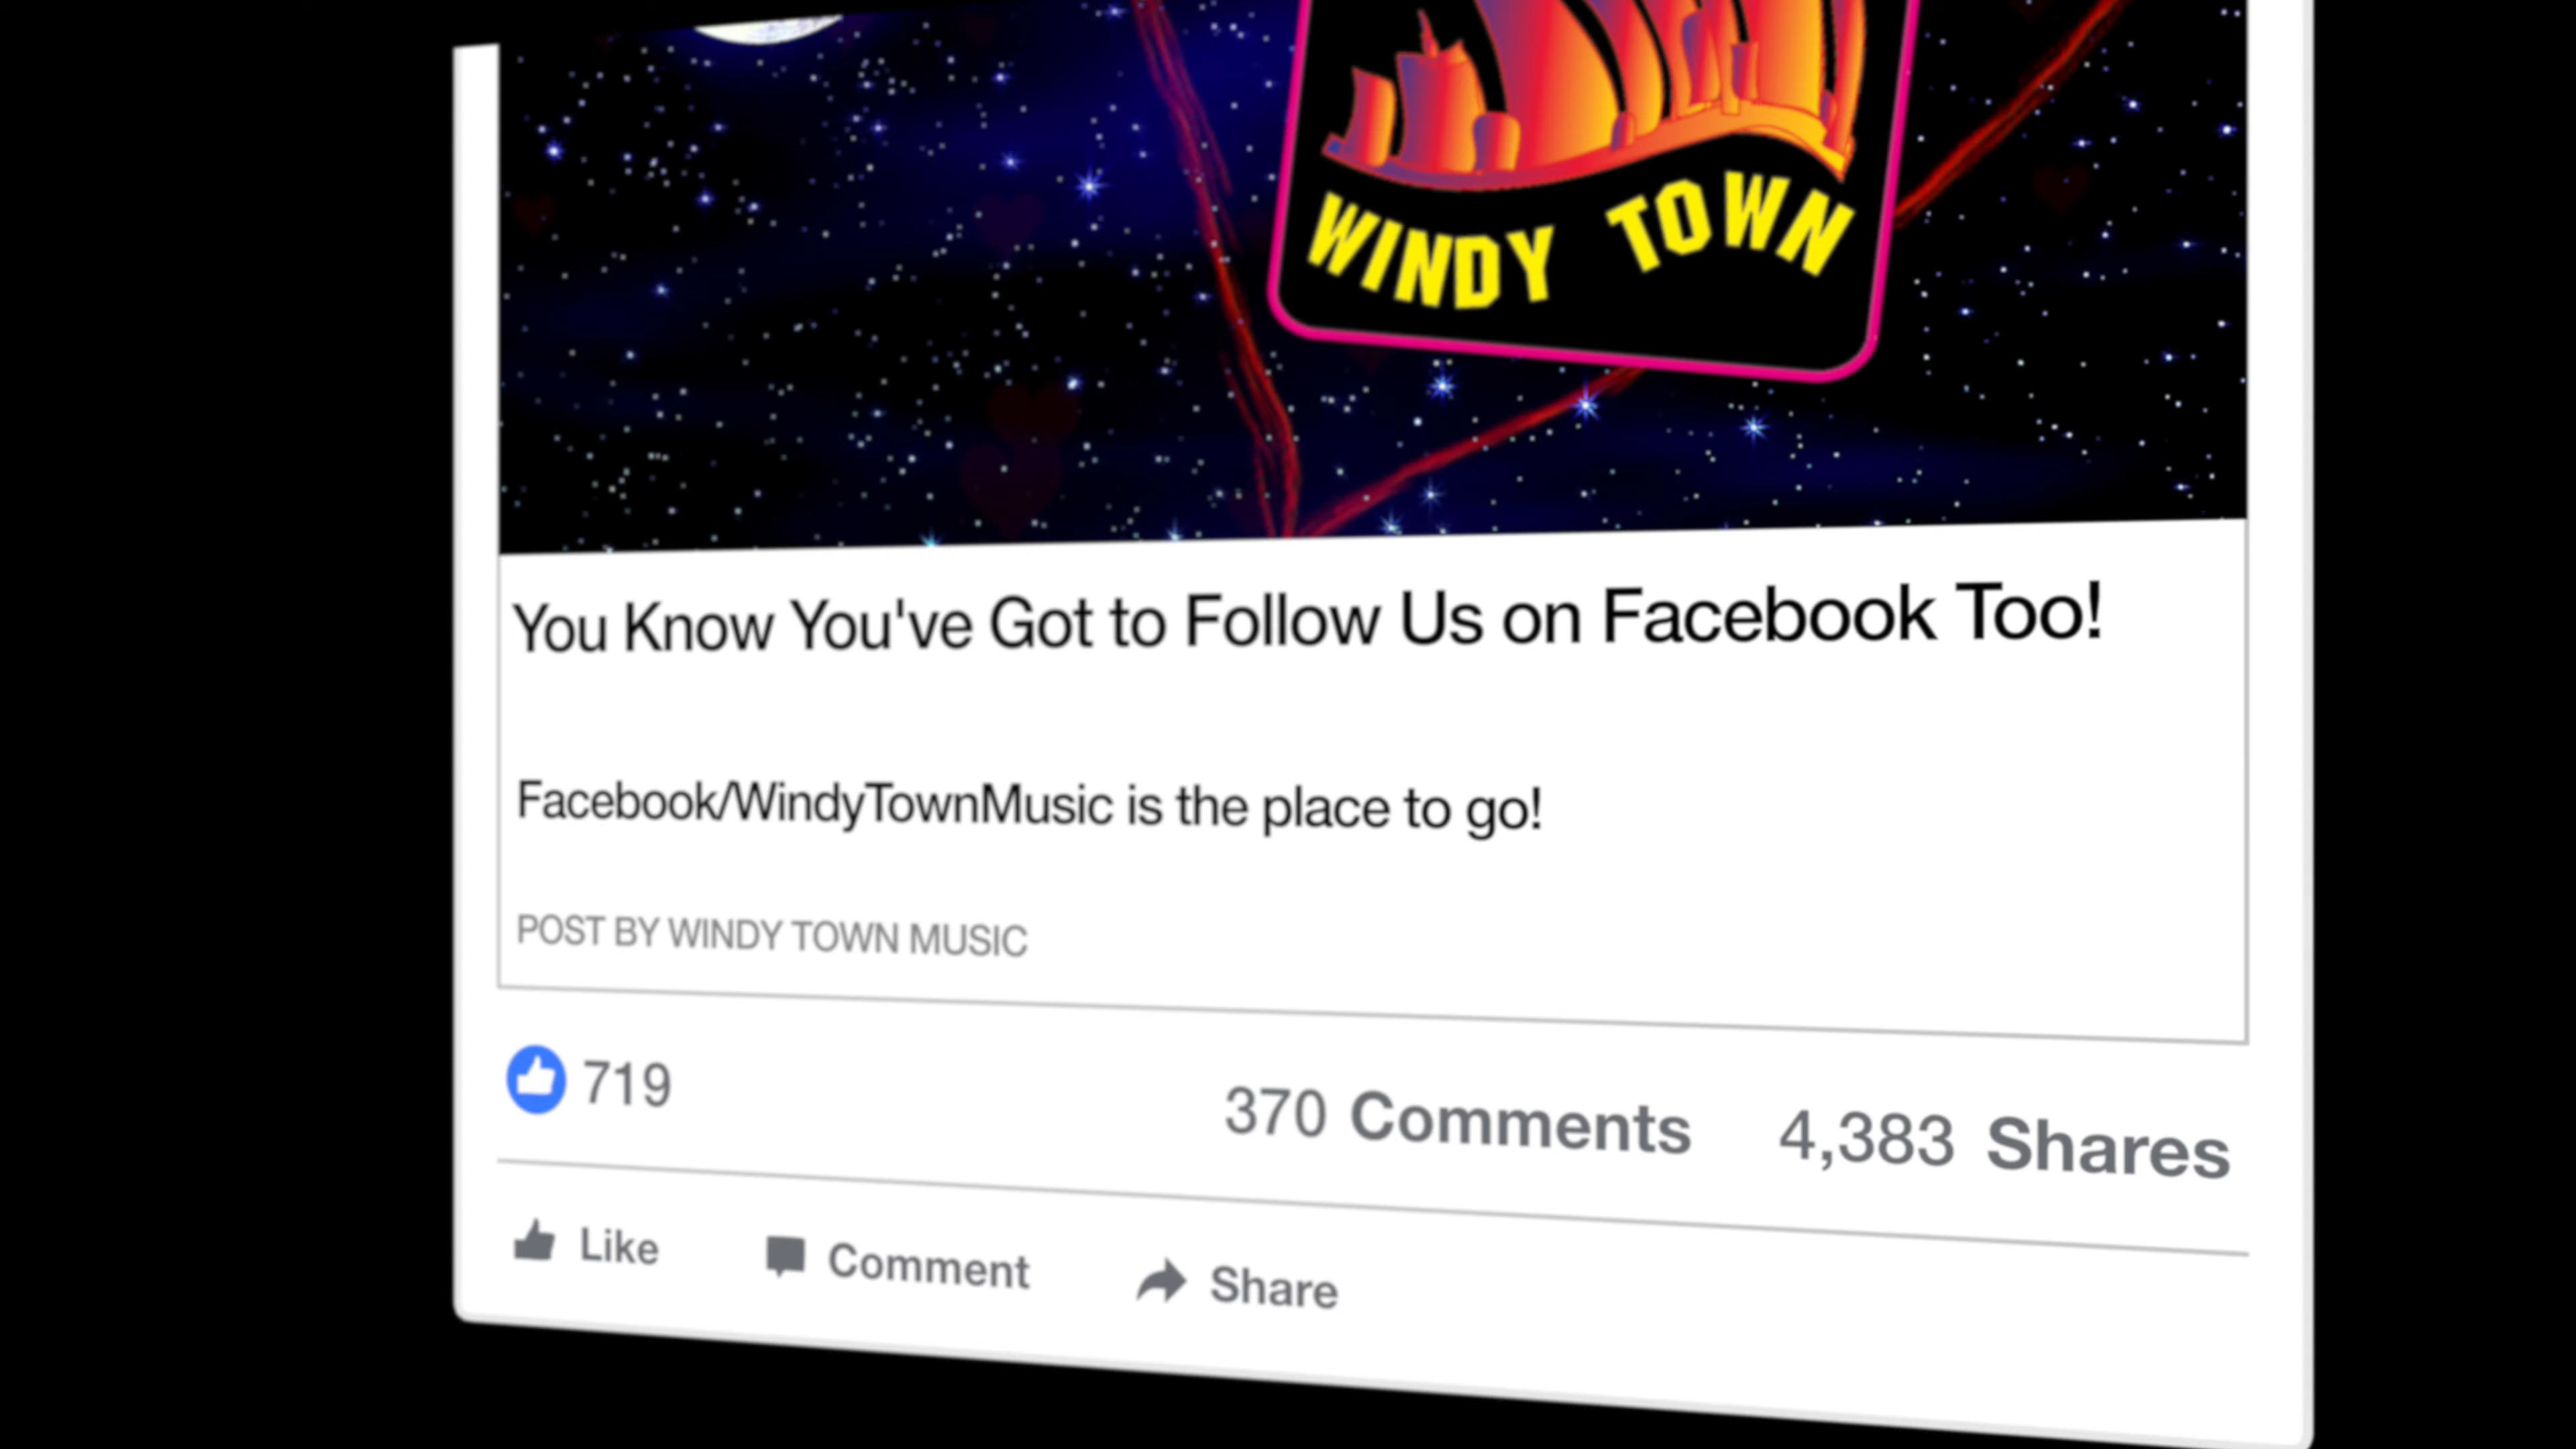 WINDY TOWN
You Know You've Got to Follow Us on Facebook Too!
Facebook/WindyTownMusic is the place to go!
POST BY WINDY TOWN MUSIC
719
370 Comments 4,383 Shares
Like Comment Share